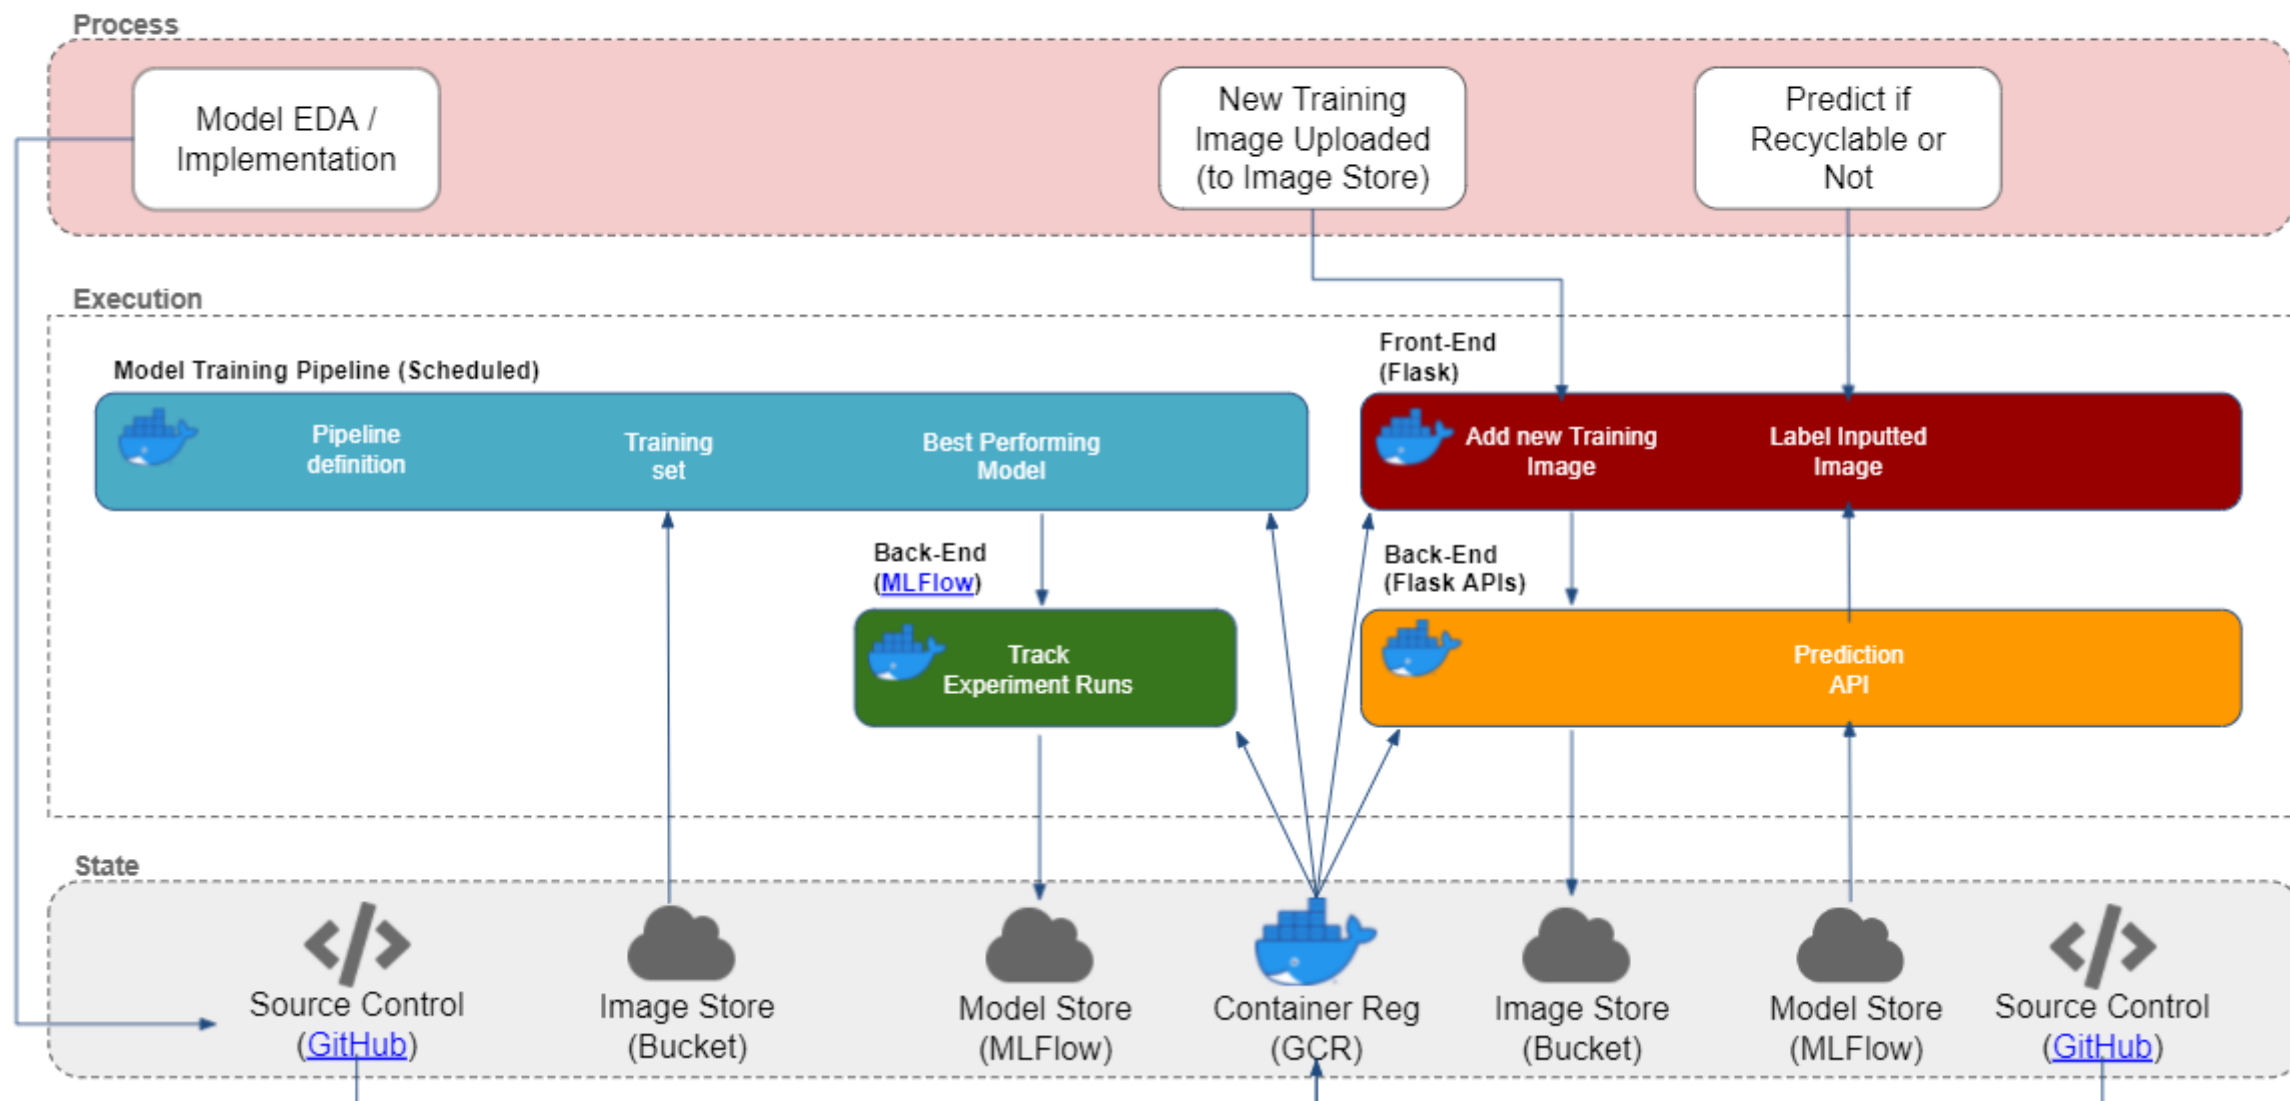 Process
Model EDA /
Implementation
New Training
Image Uploaded
(to Image Store)
Predict if
Recyclable or
Not
Execution
Model Training Pipeline (Scheduled)
Pipeline
definition
Training
set
Best Performing
Model
Front-End
(Flask)
Add new Training
Image
Label Inputted
Image
Back-End
(MLFlow)
Track
Experiment Runs
Back-End
(Flask APIs)
Prediction
API
State
Source Control
(GitHub)
Image Store
(Bucket)
Model Store
(MLFlow)
Container Reg
(GCR)
Image Store
(Bucket)
Model Store
(MLFlow)
Source Control
(GitHub)